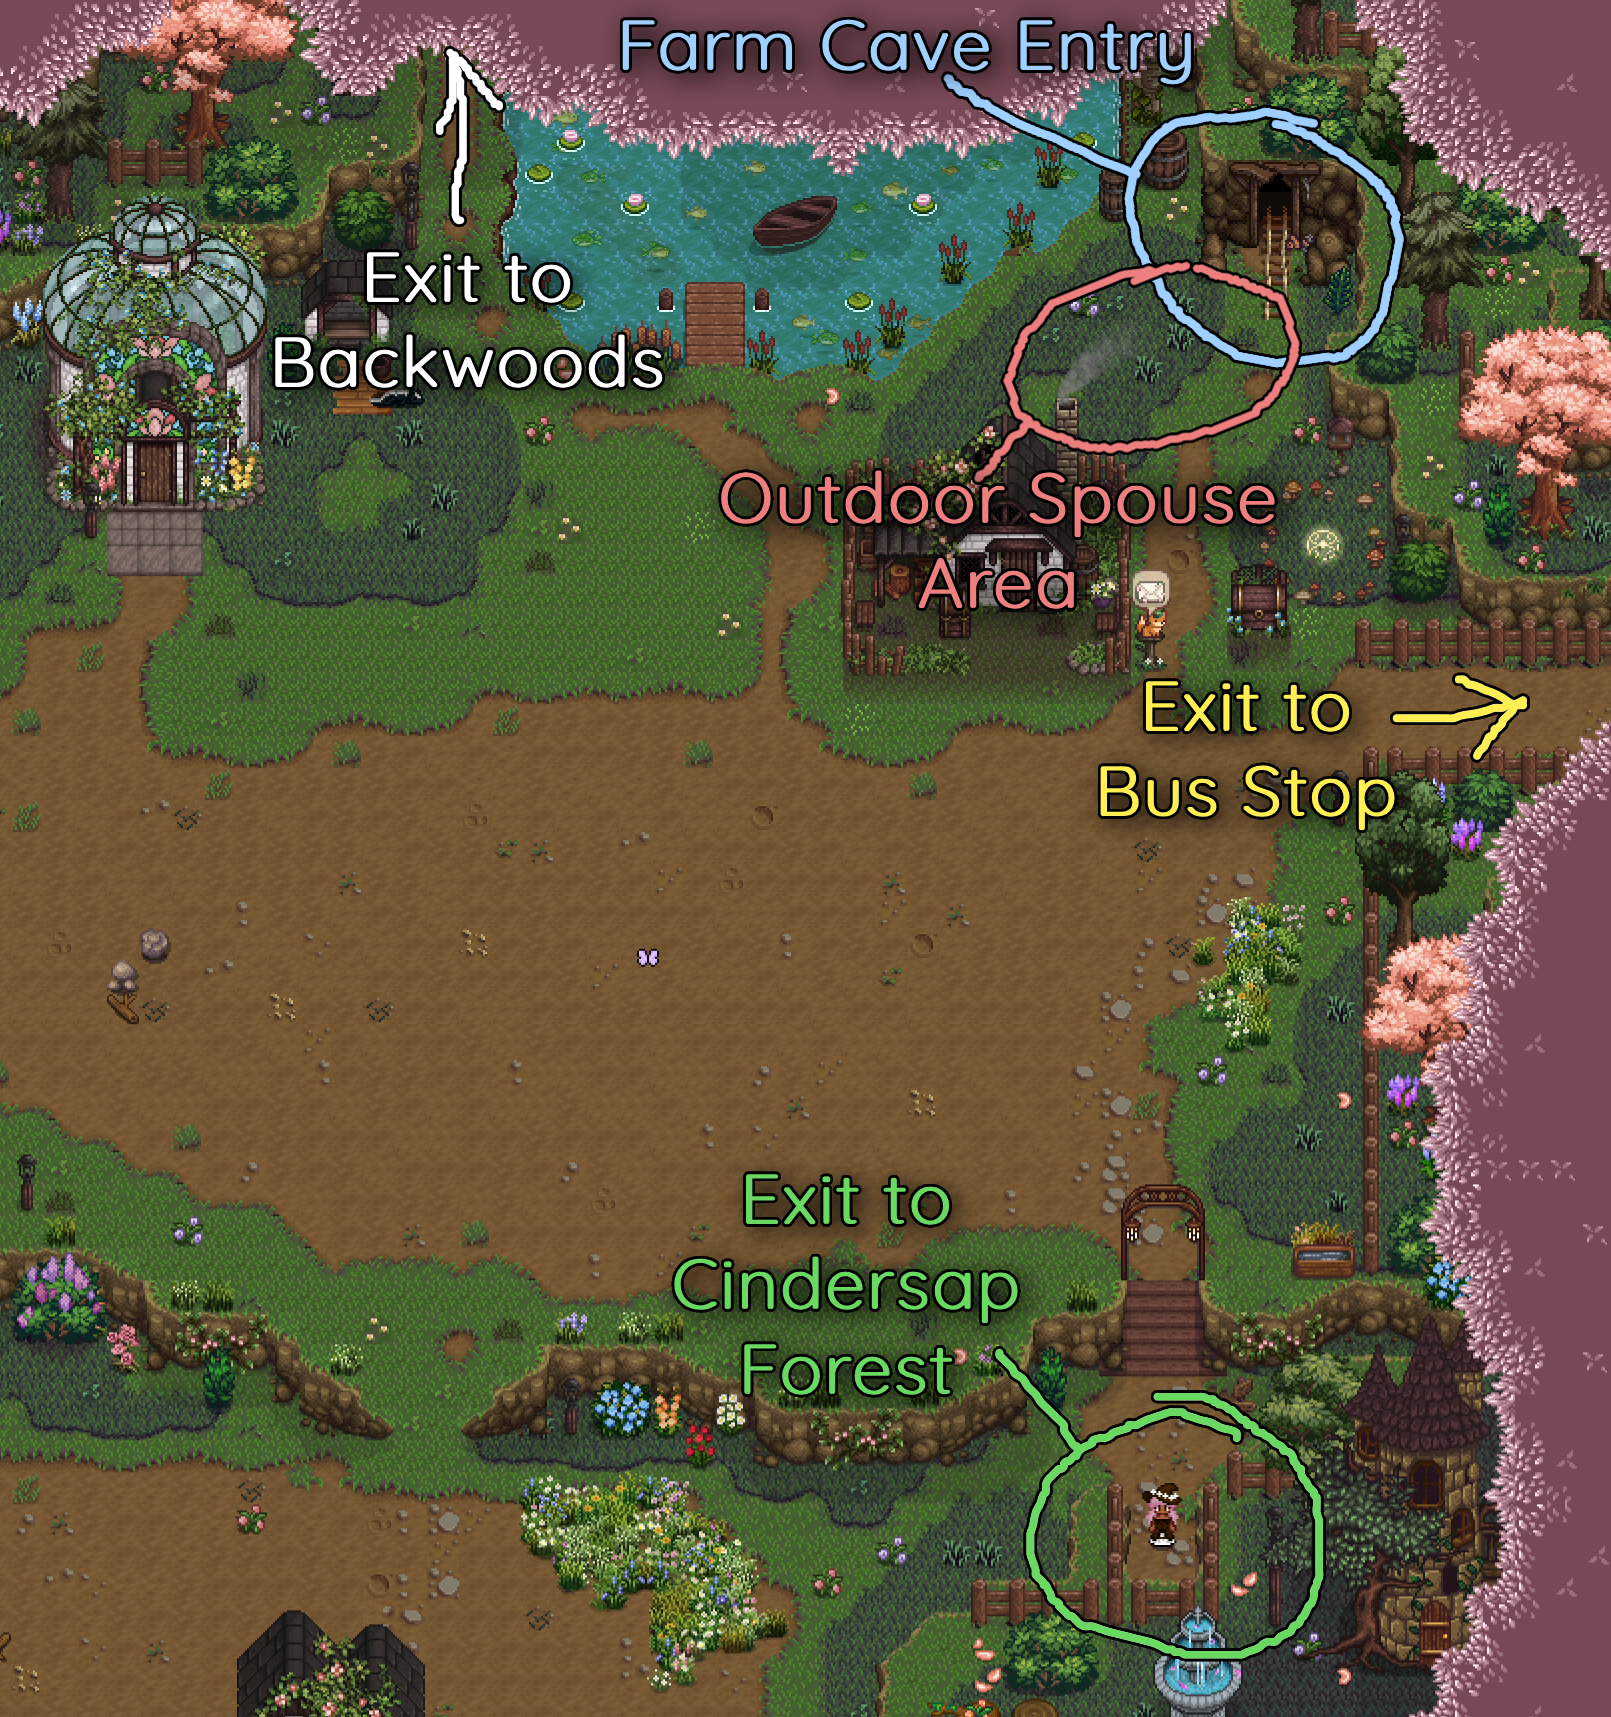 Farm Cave Entry
Exit to
Backwoods
Outdoor Spouse
Area
Exit to
Bus Stop
Exit to
Cindersap
Forest